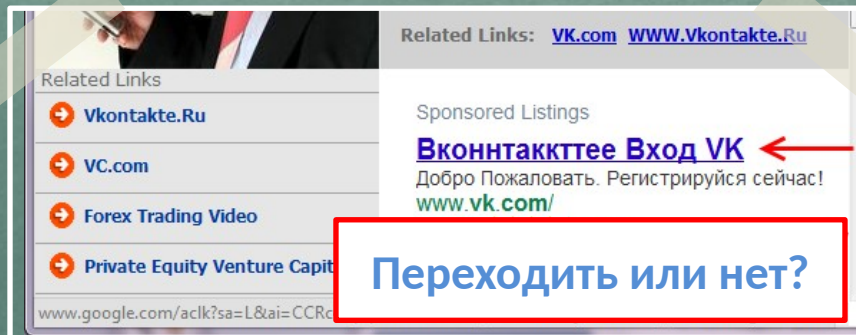 Related Links: VK.com WWW.Vkontakte.Ru
Related Links
Vkontakte.Ru
VC.com
Forex Trading Video
Private Equity Venture Capit
Sponsored Listings
Вконнтаккттее Вход VK
Добро Пожаловать. Регистрируйся сейчас!
www.vk.com/
Переходить или нет?
www.google.com/aclk?sa=L&ai=CCRc